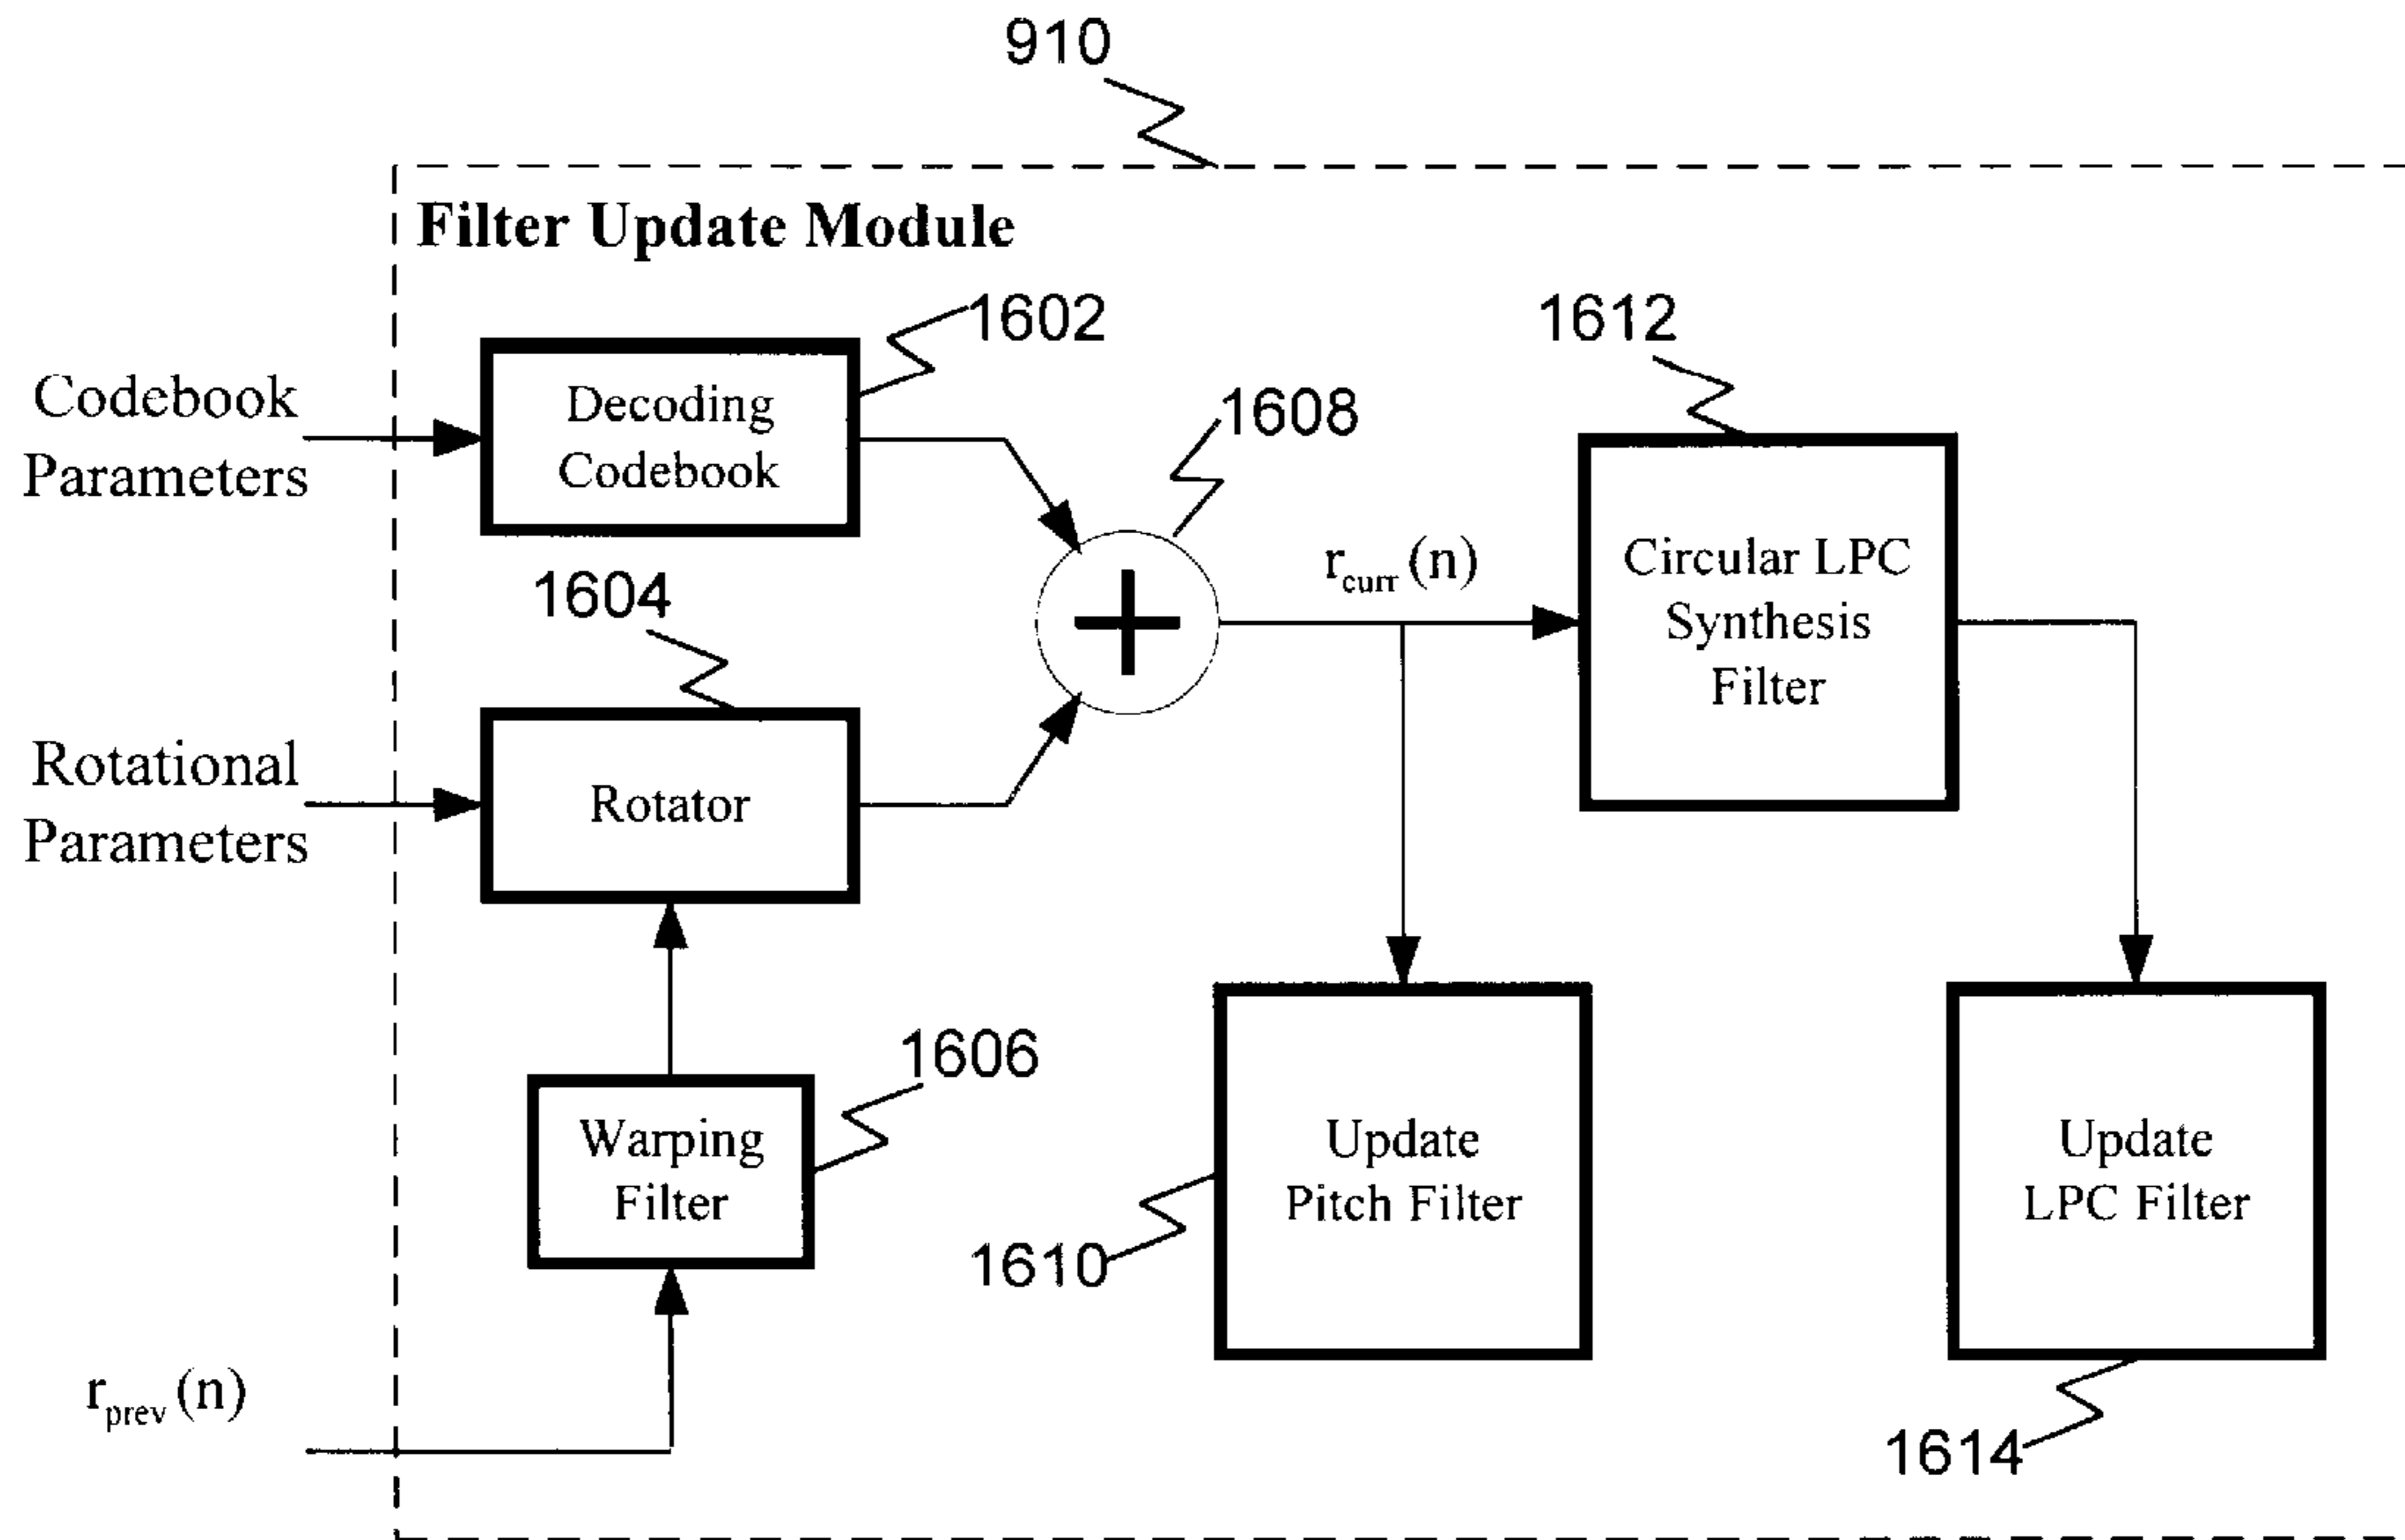 910
Filter Update Module
1602
1612
Codebook
Parameters
Decoding
Codebook
1608
1604
r_curr (n)
Circular LPC
Synthesis
Filter
Rotational
Parameters
Rotator
1606
Warping
Filter
Update
Pitch Filter
Update
LPC Filter
1610
r_prev (n)
1614
+